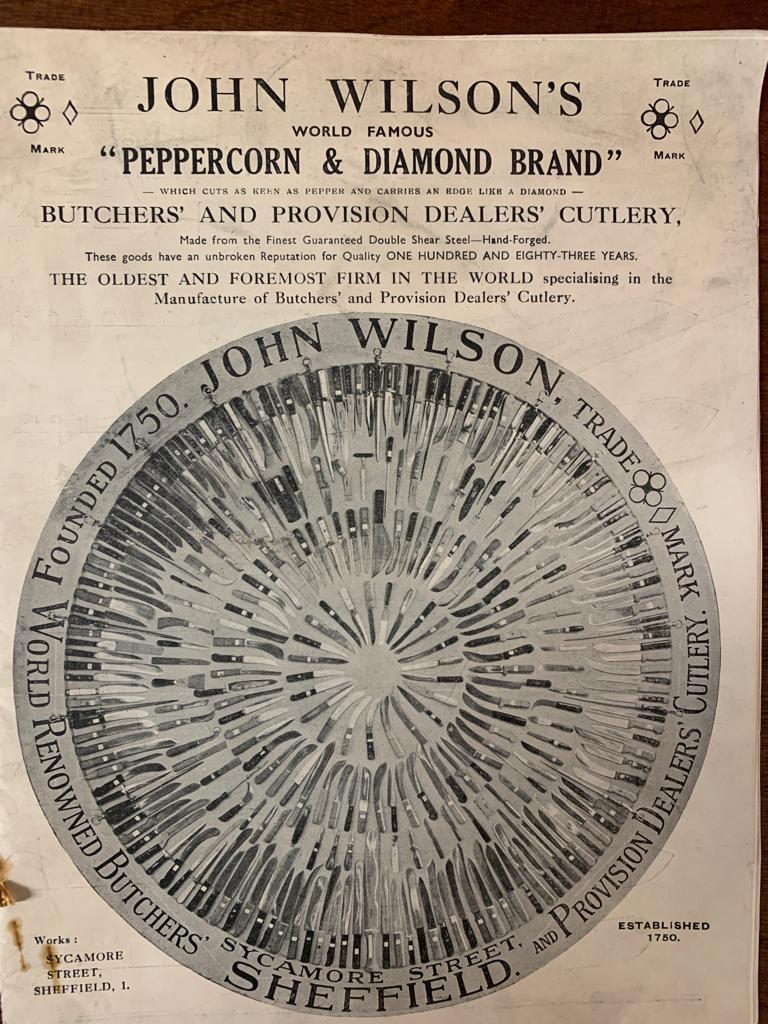 TRADE
MARK
JOHN WILSON'S
TRADE
MARK
WORLD FAMOUS
"PEPPERCORN & DIAMOND BRAND"
— WHICH CUTS AS KEEN AS PEPPER AND CARRIES AN EDGE LIKE A DIAMOND —
BUTCHERS' AND PROVISION DEALERS' CUTLERY,
Made from the Finest Guaranteed Double Shear Steel—Hand-Forged.
These goods have an unbroken Reputation for Quality ONE HUNDRED AND EIGHTY-THREE YEARS.
THE OLDEST AND FOREMOST FIRM IN THE WORLD specialising in the
Manufacture of Butchers' and Provision Dealers' Cutlery.
FOUNDED 1750. JOHN WILSON, TRADE MARK
WORLD RENOWNED BUTCHERS' AND PROVISION DEALERS' CUTLERY.
SYCAMORE STREET,
SHEFFIELD.
Works :
SYCAMORE
STREET,
SHEFFIELD, 1.
ESTABLISHED
1750.